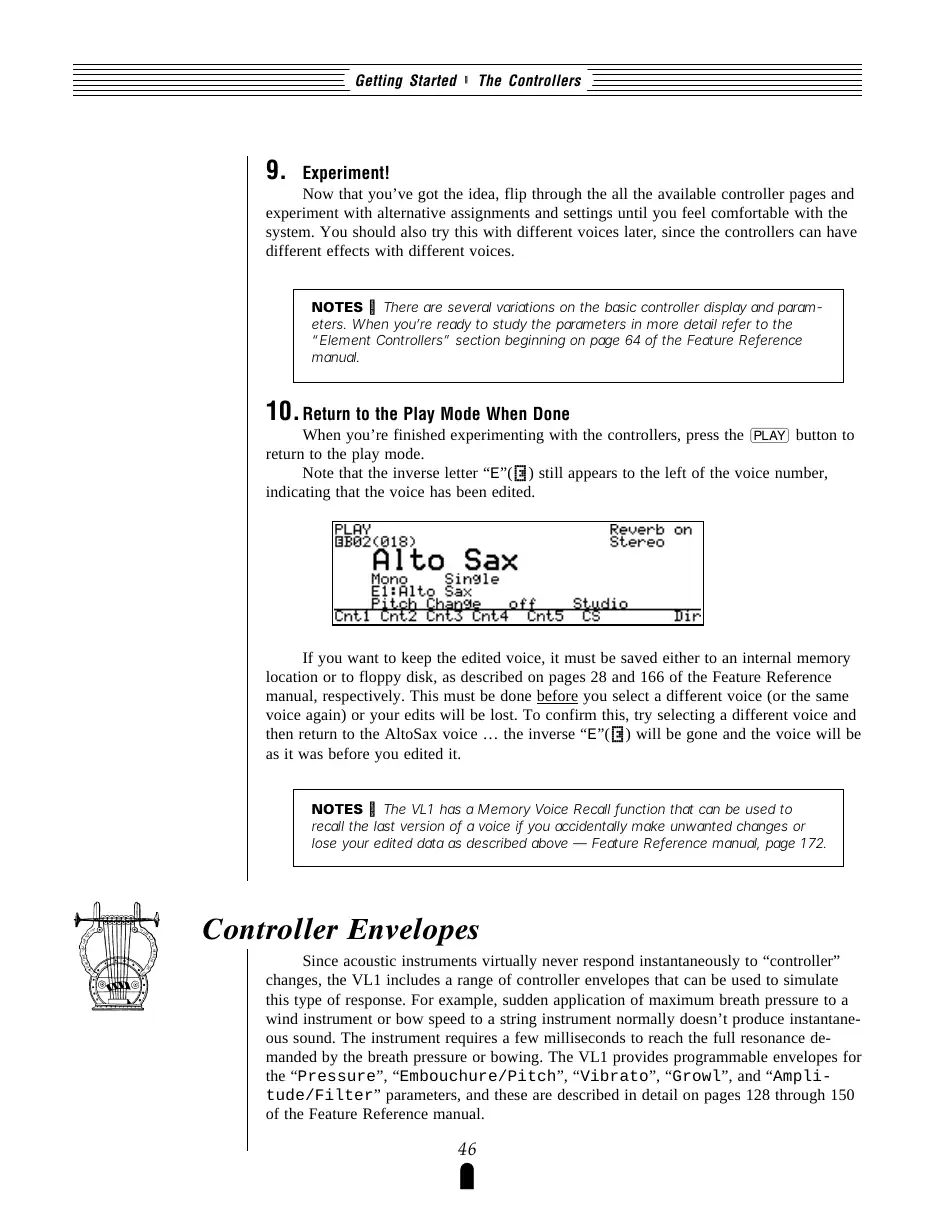 Getting Started The Controllers
9. Experiment!
Now that you’ve got the idea, flip through the all the available controller pages and
experiment with alternative assignments and settings until you feel comfortable with the
system. You should also try this with different voices later, since the controllers can have
different effects with different voices.
NOTES There are several variations on the basic controller display and param-
eters. When you’re ready to study the parameters in more detail refer to the
“Element Controllers” section beginning on page 64 of the Feature Reference
manual.
10. Return to the Play Mode When Done
When you’re finished experimenting with the controllers, press the PLAY button to
return to the play mode.
Note that the inverse letter “E”(E) still appears to the left of the voice number,
indicating that the voice has been edited.
PLAY Reverb on
EB02(018) Stereo
Alto Sax
Mono Single
E1:Alto Sax
Pitch Change off Studio
Cnt1 Cnt2 Cnt3 Cnt4 Cnt5 CS Dir
If you want to keep the edited voice, it must be saved either to an internal memory
location or to floppy disk, as described on pages 28 and 166 of the Feature Reference
manual, respectively. This must be done before you select a different voice (or the same
voice again) or your edits will be lost. To confirm this, try selecting a different voice and
then return to the AltoSax voice … the inverse “E”(E) will be gone and the voice will be
as it was before you edited it.
NOTES The VL1 has a Memory Voice Recall function that can be used to
recall the last version of a voice if you accidentally make unwanted changes or
lose your edited data as described above — Feature Reference manual, page 172.
Controller Envelopes
Since acoustic instruments virtually never respond instantaneously to “controller”
changes, the VL1 includes a range of controller envelopes that can be used to simulate
this type of response. For example, sudden application of maximum breath pressure to a
wind instrument or bow speed to a string instrument normally doesn’t produce instantane-
ous sound. The instrument requires a few milliseconds to reach the full resonance de-
manded by the breath pressure or bowing. The VL1 provides programmable envelopes for
the “Pressure”, “Embouchure/Pitch”, “Vibrato”, “Growl”, and “Ampli-
tude/Filter” parameters, and these are described in detail on pages 128 through 150
of the Feature Reference manual.
46